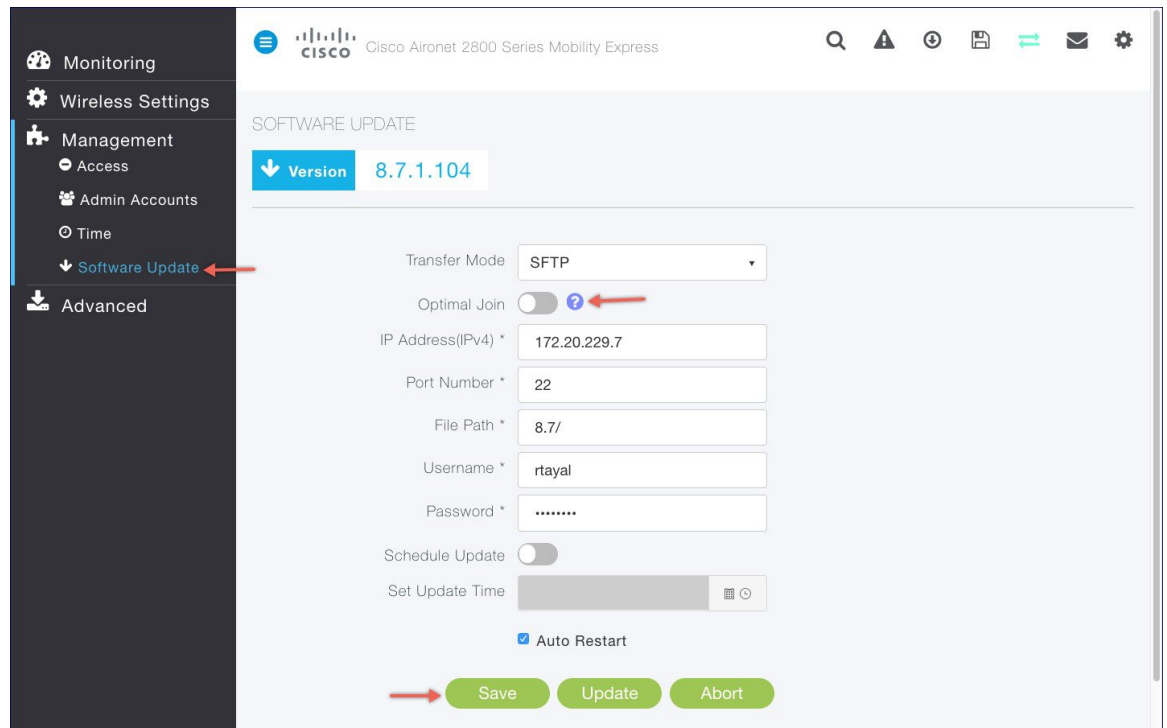 Monitoring
Wireless Settings
Management
Access
Admin Accounts
Time
Software Update
Advanced
CISCO Cisco Aironet 2800 Series Mobility Express
SOFTWARE UPDATE
Version 8.7.1.104
Transfer Mode SFTP
Optimal Join ?
IP Address(IPv4) * 172.20.229.7
Port Number * 22
File Path * 8.7/
Username * rtayal
Password * ••••••••
Schedule Update
Set Update Time
Auto Restart
Save Update Abort